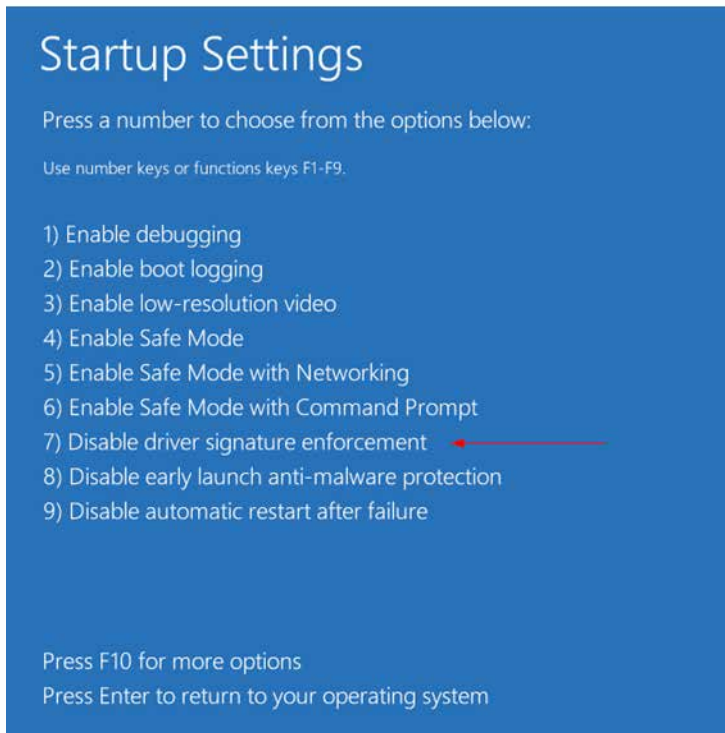 Startup Settings
Press a number to choose from the options below:
Use number keys or functions keys F1-F9.
1) Enable debugging
2) Enable boot logging
3) Enable low-resolution video
4) Enable Safe Mode
5) Enable Safe Mode with Networking
6) Enable Safe Mode with Command Prompt
7) Disable driver signature enforcement
8) Disable early launch anti-malware protection
9) Disable automatic restart after failure
Press F10 for more options
Press Enter to return to your operating system